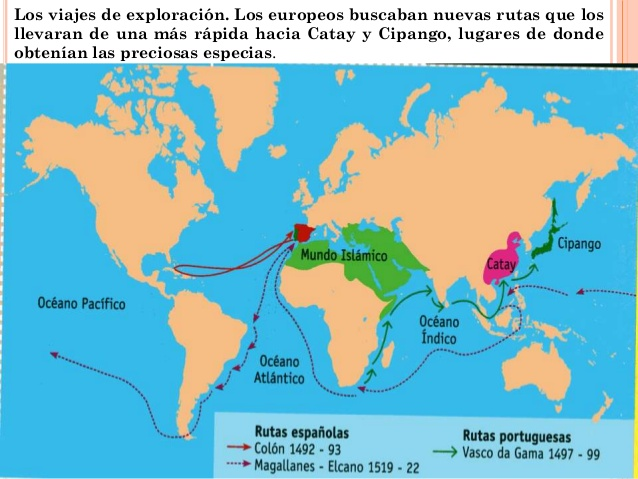 Los viajes de exploración. Los europeos buscaban nuevas rutas que los
llevaran de una más rápida hacia Catay y Cipango, lugares de donde
obtenían las preciosas especias.
Mundo Islámico
Cipango
Catay
Océano Pacífico
Océano
Índico
Océano
Atlántico
Rutas españolas
Colón 1492 - 93
Magallanes - Elcano 1519 - 22
Rutas portuguesas
Vasco da Gama 1497 - 99